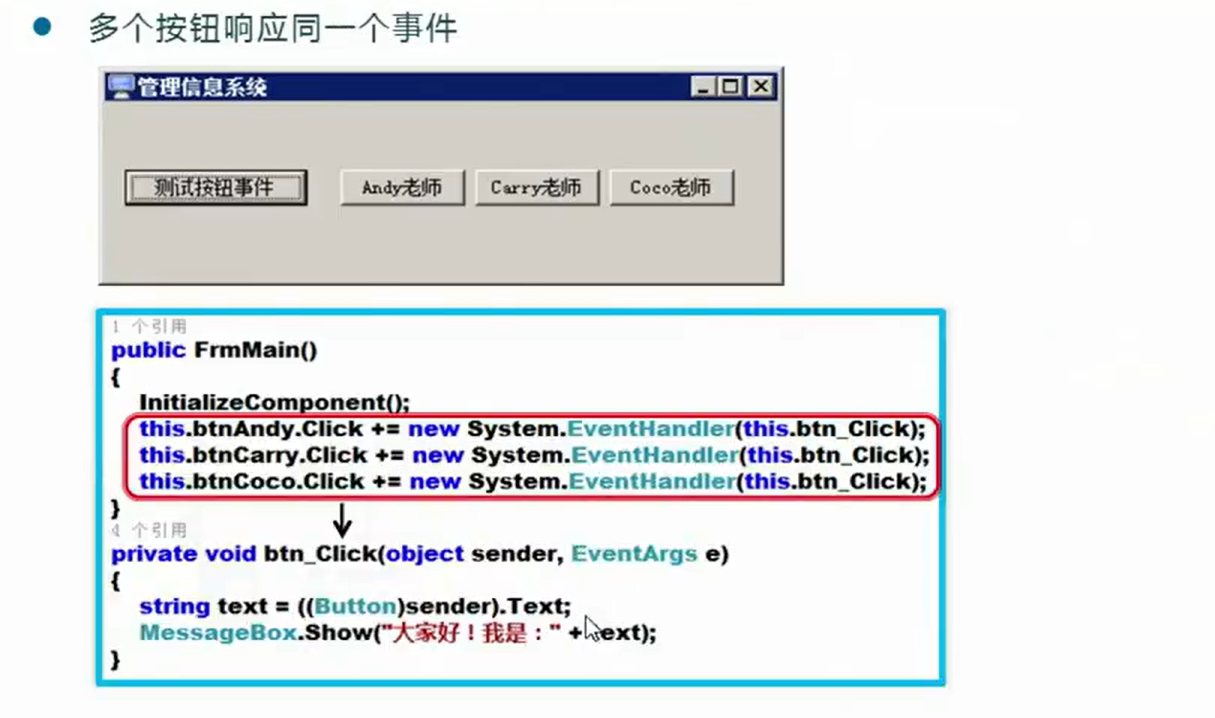 多个按钮响应同一个事件
管理信息系统
测试按钮事件 Andy老师 Carry老师 Coco老师
1 个引用
public FrmMain()
{
InitializeComponent();
this.btnAndy.Click += new System.EventHandler(this.btn_Click);
this.btnCarry.Click += new System.EventHandler(this.btn_Click);
this.btnCoco.Click += new System.EventHandler(this.btn_Click);
}
4 个引用
private void btn_Click(object sender, EventArgs e)
{
string text = ((Button)sender).Text;
MessageBox.Show("大家好！我是：" + text);
}